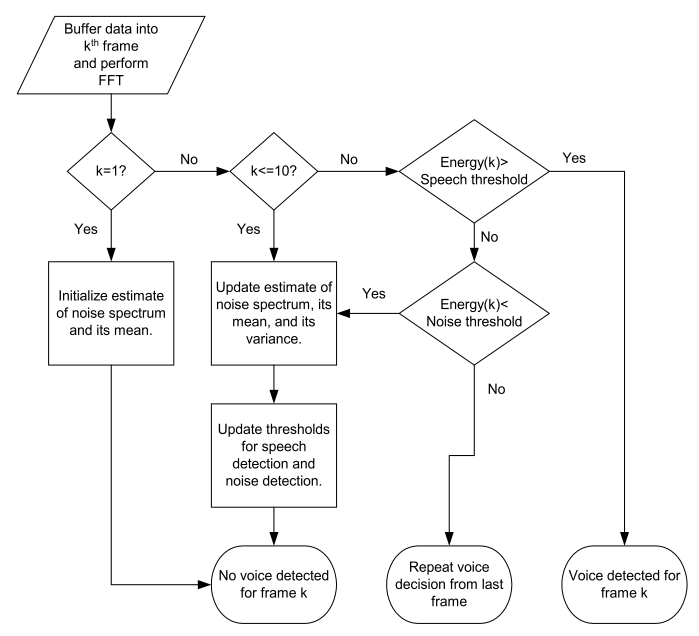 Buffer data into
kth frame
and perform
FFT
k=1?
No
k<=10?
No
Energy(k)>
Speech threshold
Yes
Yes
Yes
No
Initialize estimate
of noise spectrum
and its mean.
Update estimate of
noise spectrum, its
mean, and its
variance.
Yes
Energy(k)<
Noise threshold
No
Update thresholds
for speech
detection and
noise detection.
No voice detected
for frame k
Repeat voice
decision from last
frame
Voice detected for
frame k